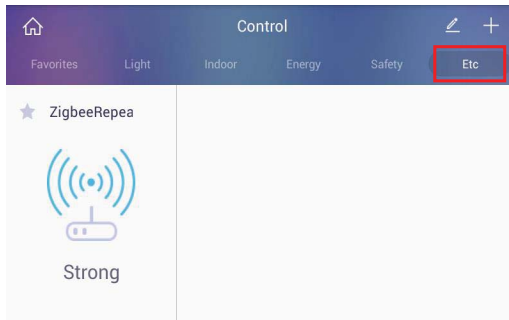 Control
Favorites Light Indoor Energy Safety Etc
ZigbeeRepea
Strong